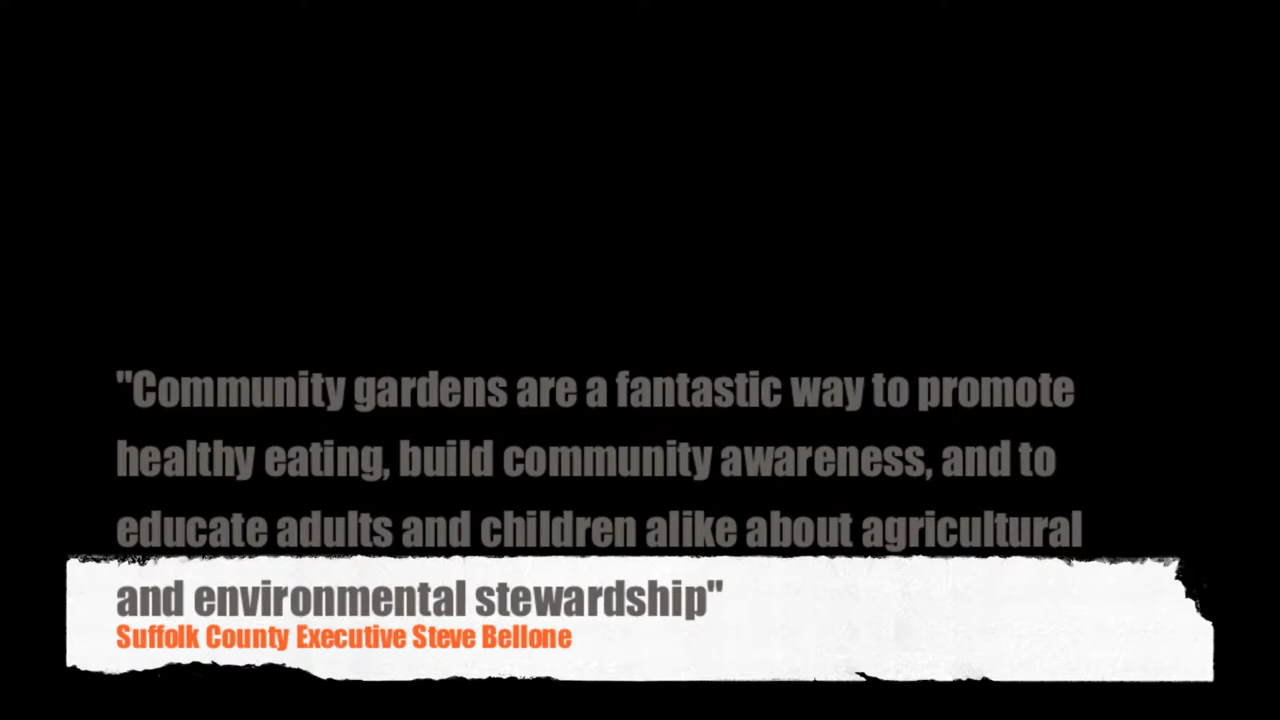 "Community gardens are a fantastic way to promote
healthy eating, build community awareness, and to
educate adults and children alike about agricultural
and environmental stewardship"
Suffolk County Executive Steve Bellone